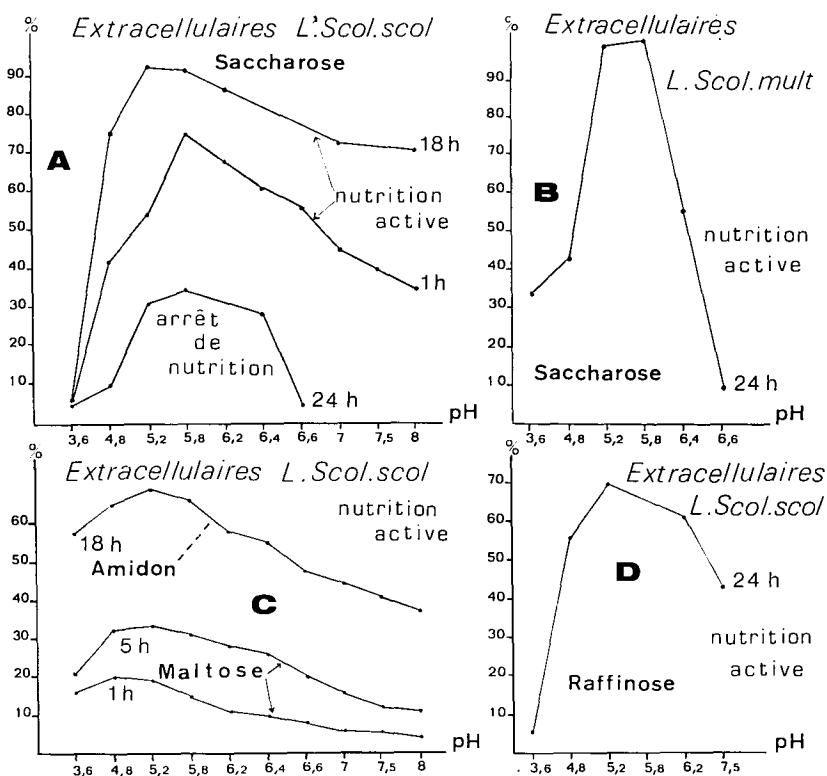 %
Extracellulaires L.Scol.scol
Saccharose
90
80
70
60
50
40
30
20
10
A
18 h
nutrition
active
1h
arrêt
de
nutrition
24 h
pH
3,6 4,8 5,2 5,8 6,2 6,4 6,6 7 7,5 8
%
Extracellulaires
L.Scol.mult
90
80
70
60
50
40
30
20
10
B
nutrition
active
Saccharose
24 h
pH
3,6 4,8 5,2 5,8 6,4 6,6
%
Extracellulaires L.Scol.scol
nutrition
active
60
50
40
30
20
10
18 h
Amidon
C
5 h
Maltose
1h
pH
3,6 4,8 5,2 5,8 6,2 6,4 6,6 7 7,5 8
%
Extracellulaires
L.Scol.scol
70
60
50
40
30
20
10
D
24 h
nutrition
active
Raffinose
pH
3,6 4,8 5,2 5,8 6,2 6,4 7,5